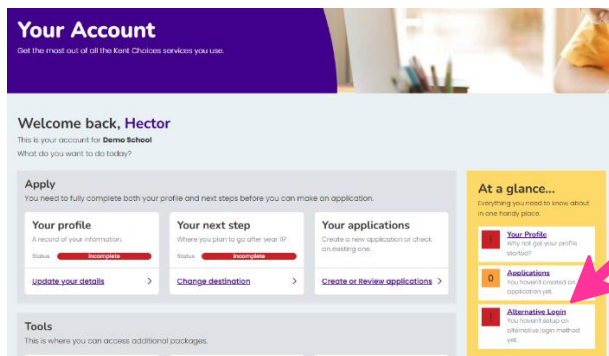 Your Account
Get the most out of all the Kent Choices services you use.
Welcome back, Hector
This is your account for Demo School
What do you want to do today?
Apply
You need to fully complete both your profile and next steps before you can make an application.
Your profile
A record of your information.
Status Incomplete
Update your details >
Your next step
Where you plan to go after year 11?
Status Incomplete
Change destination >
Your applications
Create a new application or check
an existing one.
Create or Review applications >
Tools
This is where you can access additional packages.
At a glance...
Everything you need to know about
in one handy place.
!
Your Profile
Why not get your profile
started?
0
Applications
You haven't created an
application yet.
!
Alternative Login
You haven't setup an
alternative login method
yet.